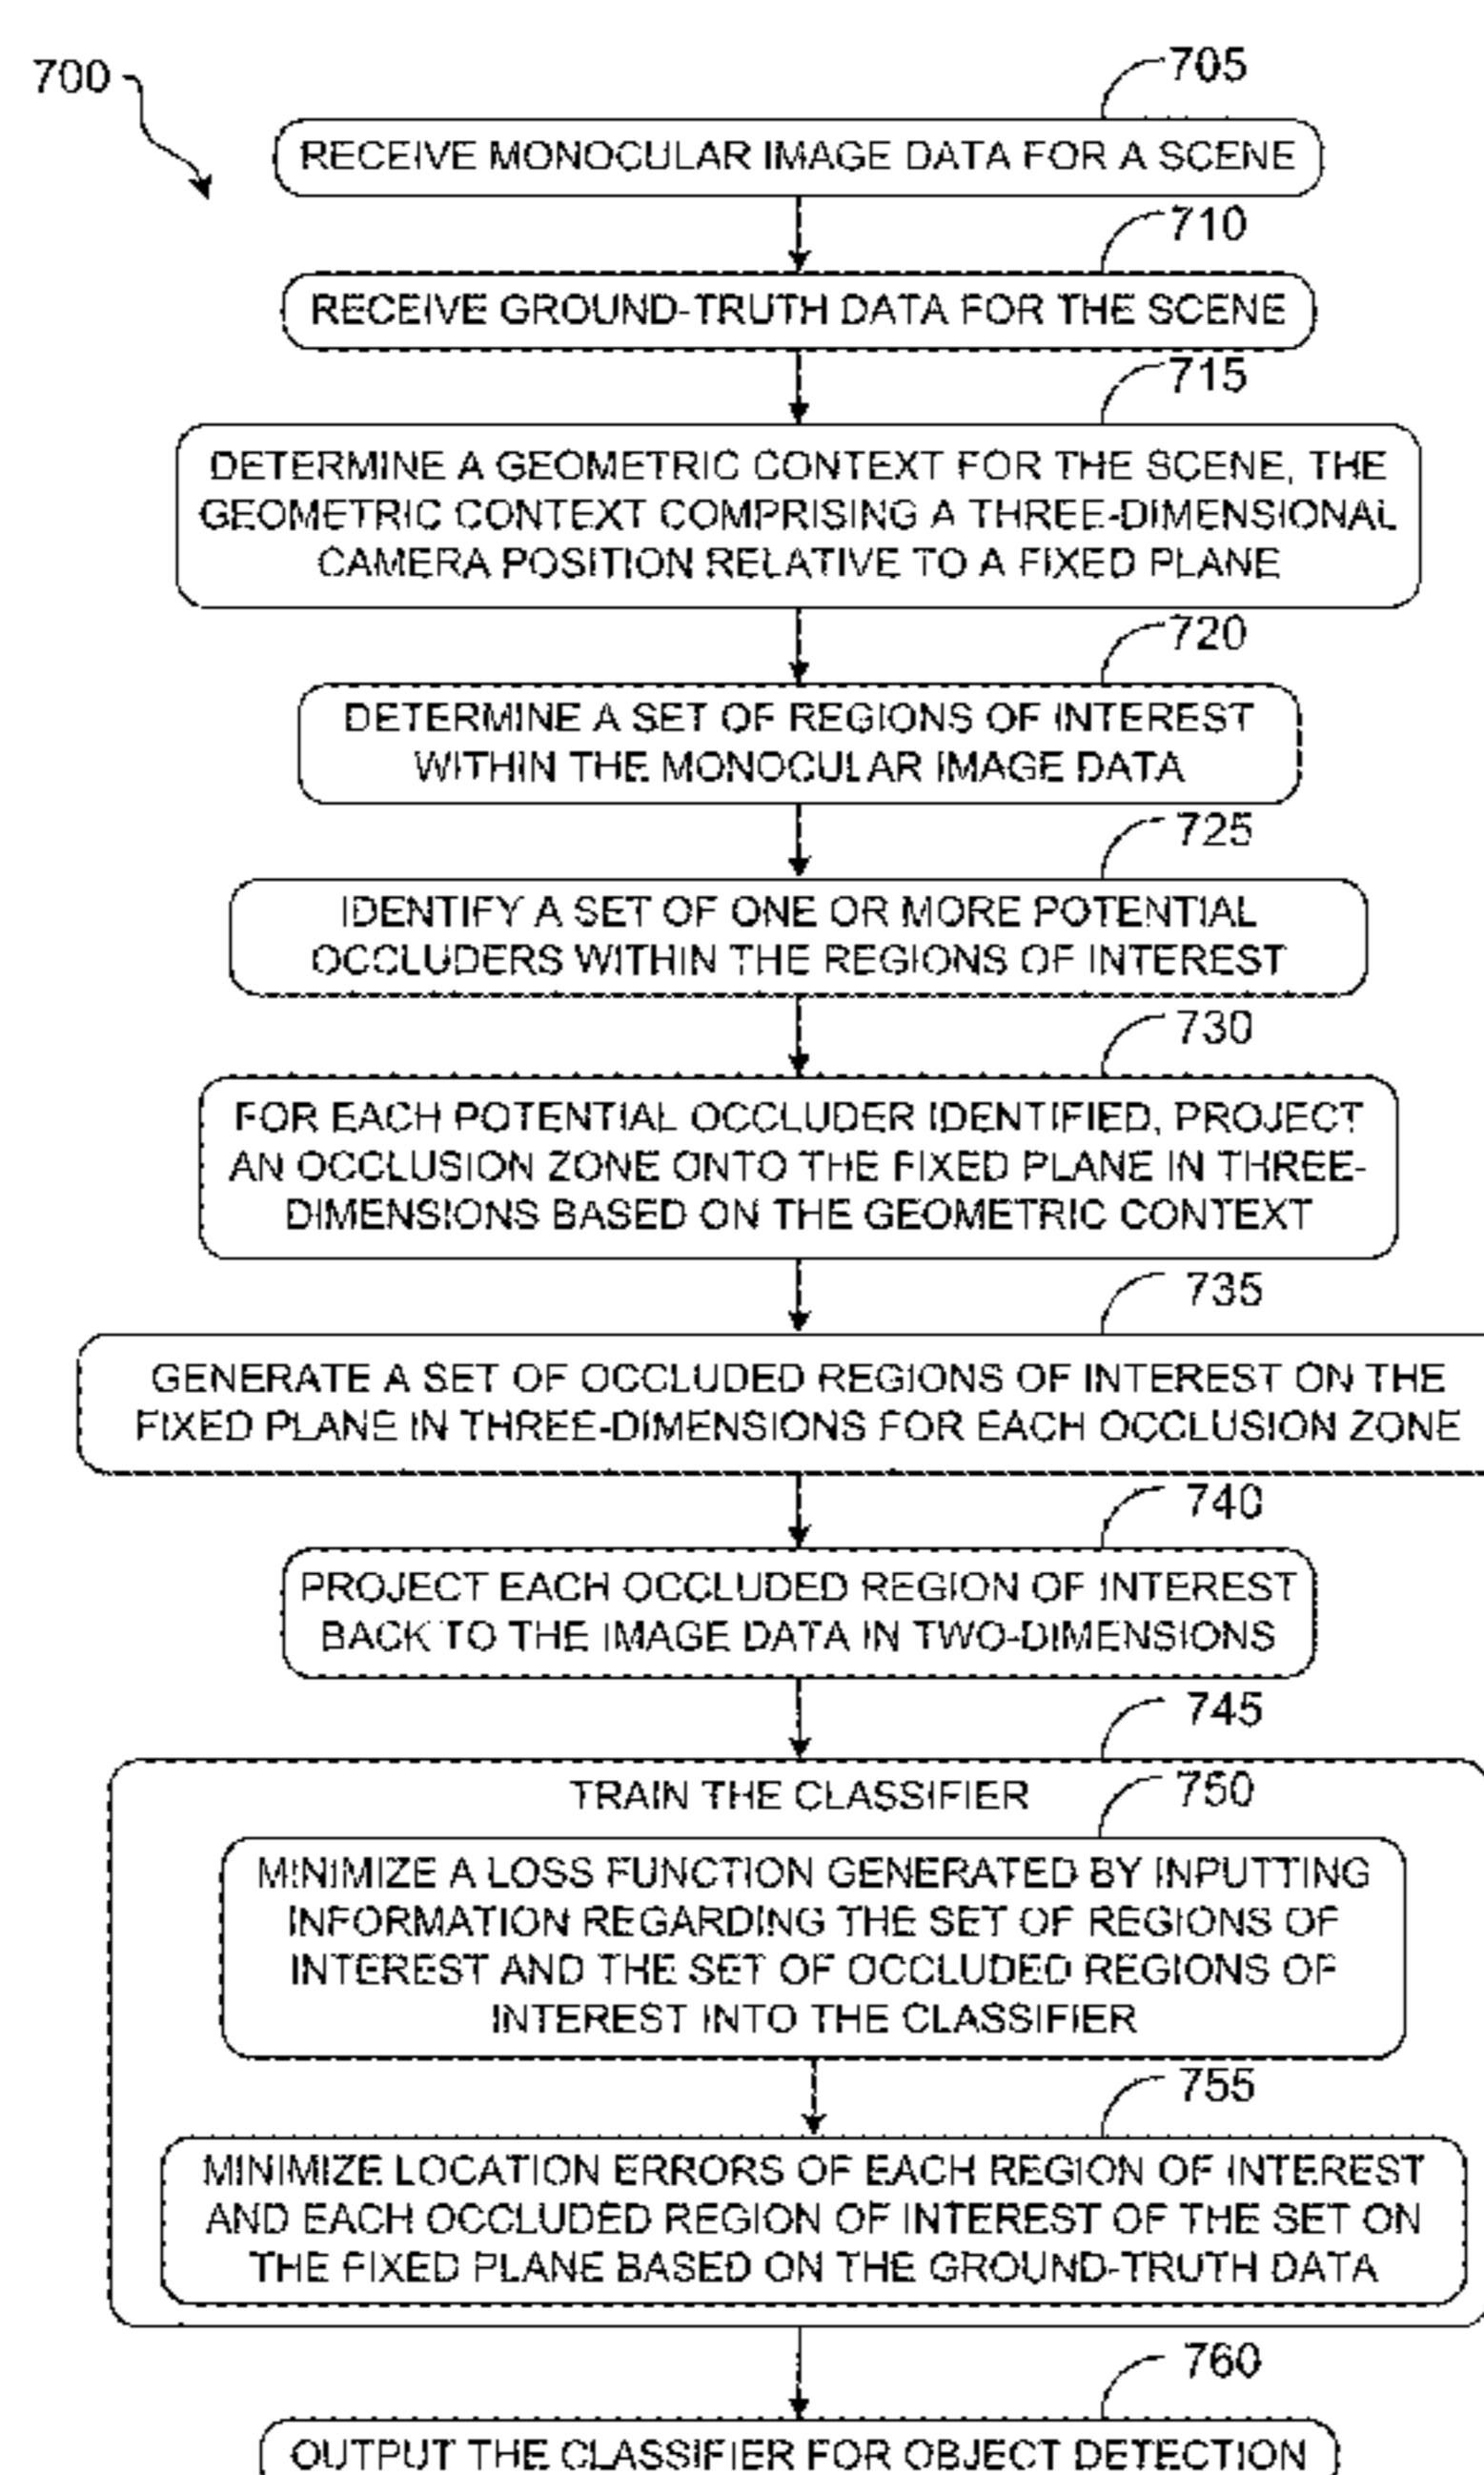 700
705
RECEIVE MONOCULAR IMAGE DATA FOR A SCENE
710
RECEIVE GROUND-TRUTH DATA FOR THE SCENE
715
DETERMINE A GEOMETRIC CONTEXT FOR THE SCENE, THE
GEOMETRIC CONTEXT COMPRISING A THREE-DIMENSIONAL
CAMERA POSITION RELATIVE TO A FIXED PLANE
720
DETERMINE A SET OF REGIONS OF INTEREST
WITHIN THE MONOCULAR IMAGE DATA
725
IDENTIFY A SET OF ONE OR MORE POTENTIAL
OCCLUDERS WITHIN THE REGIONS OF INTEREST
730
FOR EACH POTENTIAL OCCLUDER IDENTIFIED, PROJECT
AN OCCLUSION ZONE ONTO THE FIXED PLANE IN THREE-
DIMENSIONS BASED ON THE GEOMETRIC CONTEXT
735
GENERATE A SET OF OCCLUDED REGIONS OF INTEREST ON THE
FIXED PLANE IN THREE-DIMENSIONS FOR EACH OCCLUSION ZONE
740
PROJECT EACH OCCLUDED REGION OF INTEREST
BACK TO THE IMAGE DATA IN TWO-DIMENSIONS
745
TRAIN THE CLASSIFIER
750
MINIMIZE A LOSS FUNCTION GENERATED BY INPUTTING
INFORMATION REGARDING THE SET OF REGIONS OF
INTEREST AND THE SET OF OCCLUDED REGIONS OF
INTEREST INTO THE CLASSIFIER
755
MINIMIZE LOCATION ERRORS OF EACH REGION OF INTEREST
AND EACH OCCLUDED REGION OF INTEREST OF THE SET ON
THE FIXED PLANE BASED ON THE GROUND-TRUTH DATA
760
OUTPUT THE CLASSIFIER FOR OBJECT DETECTION